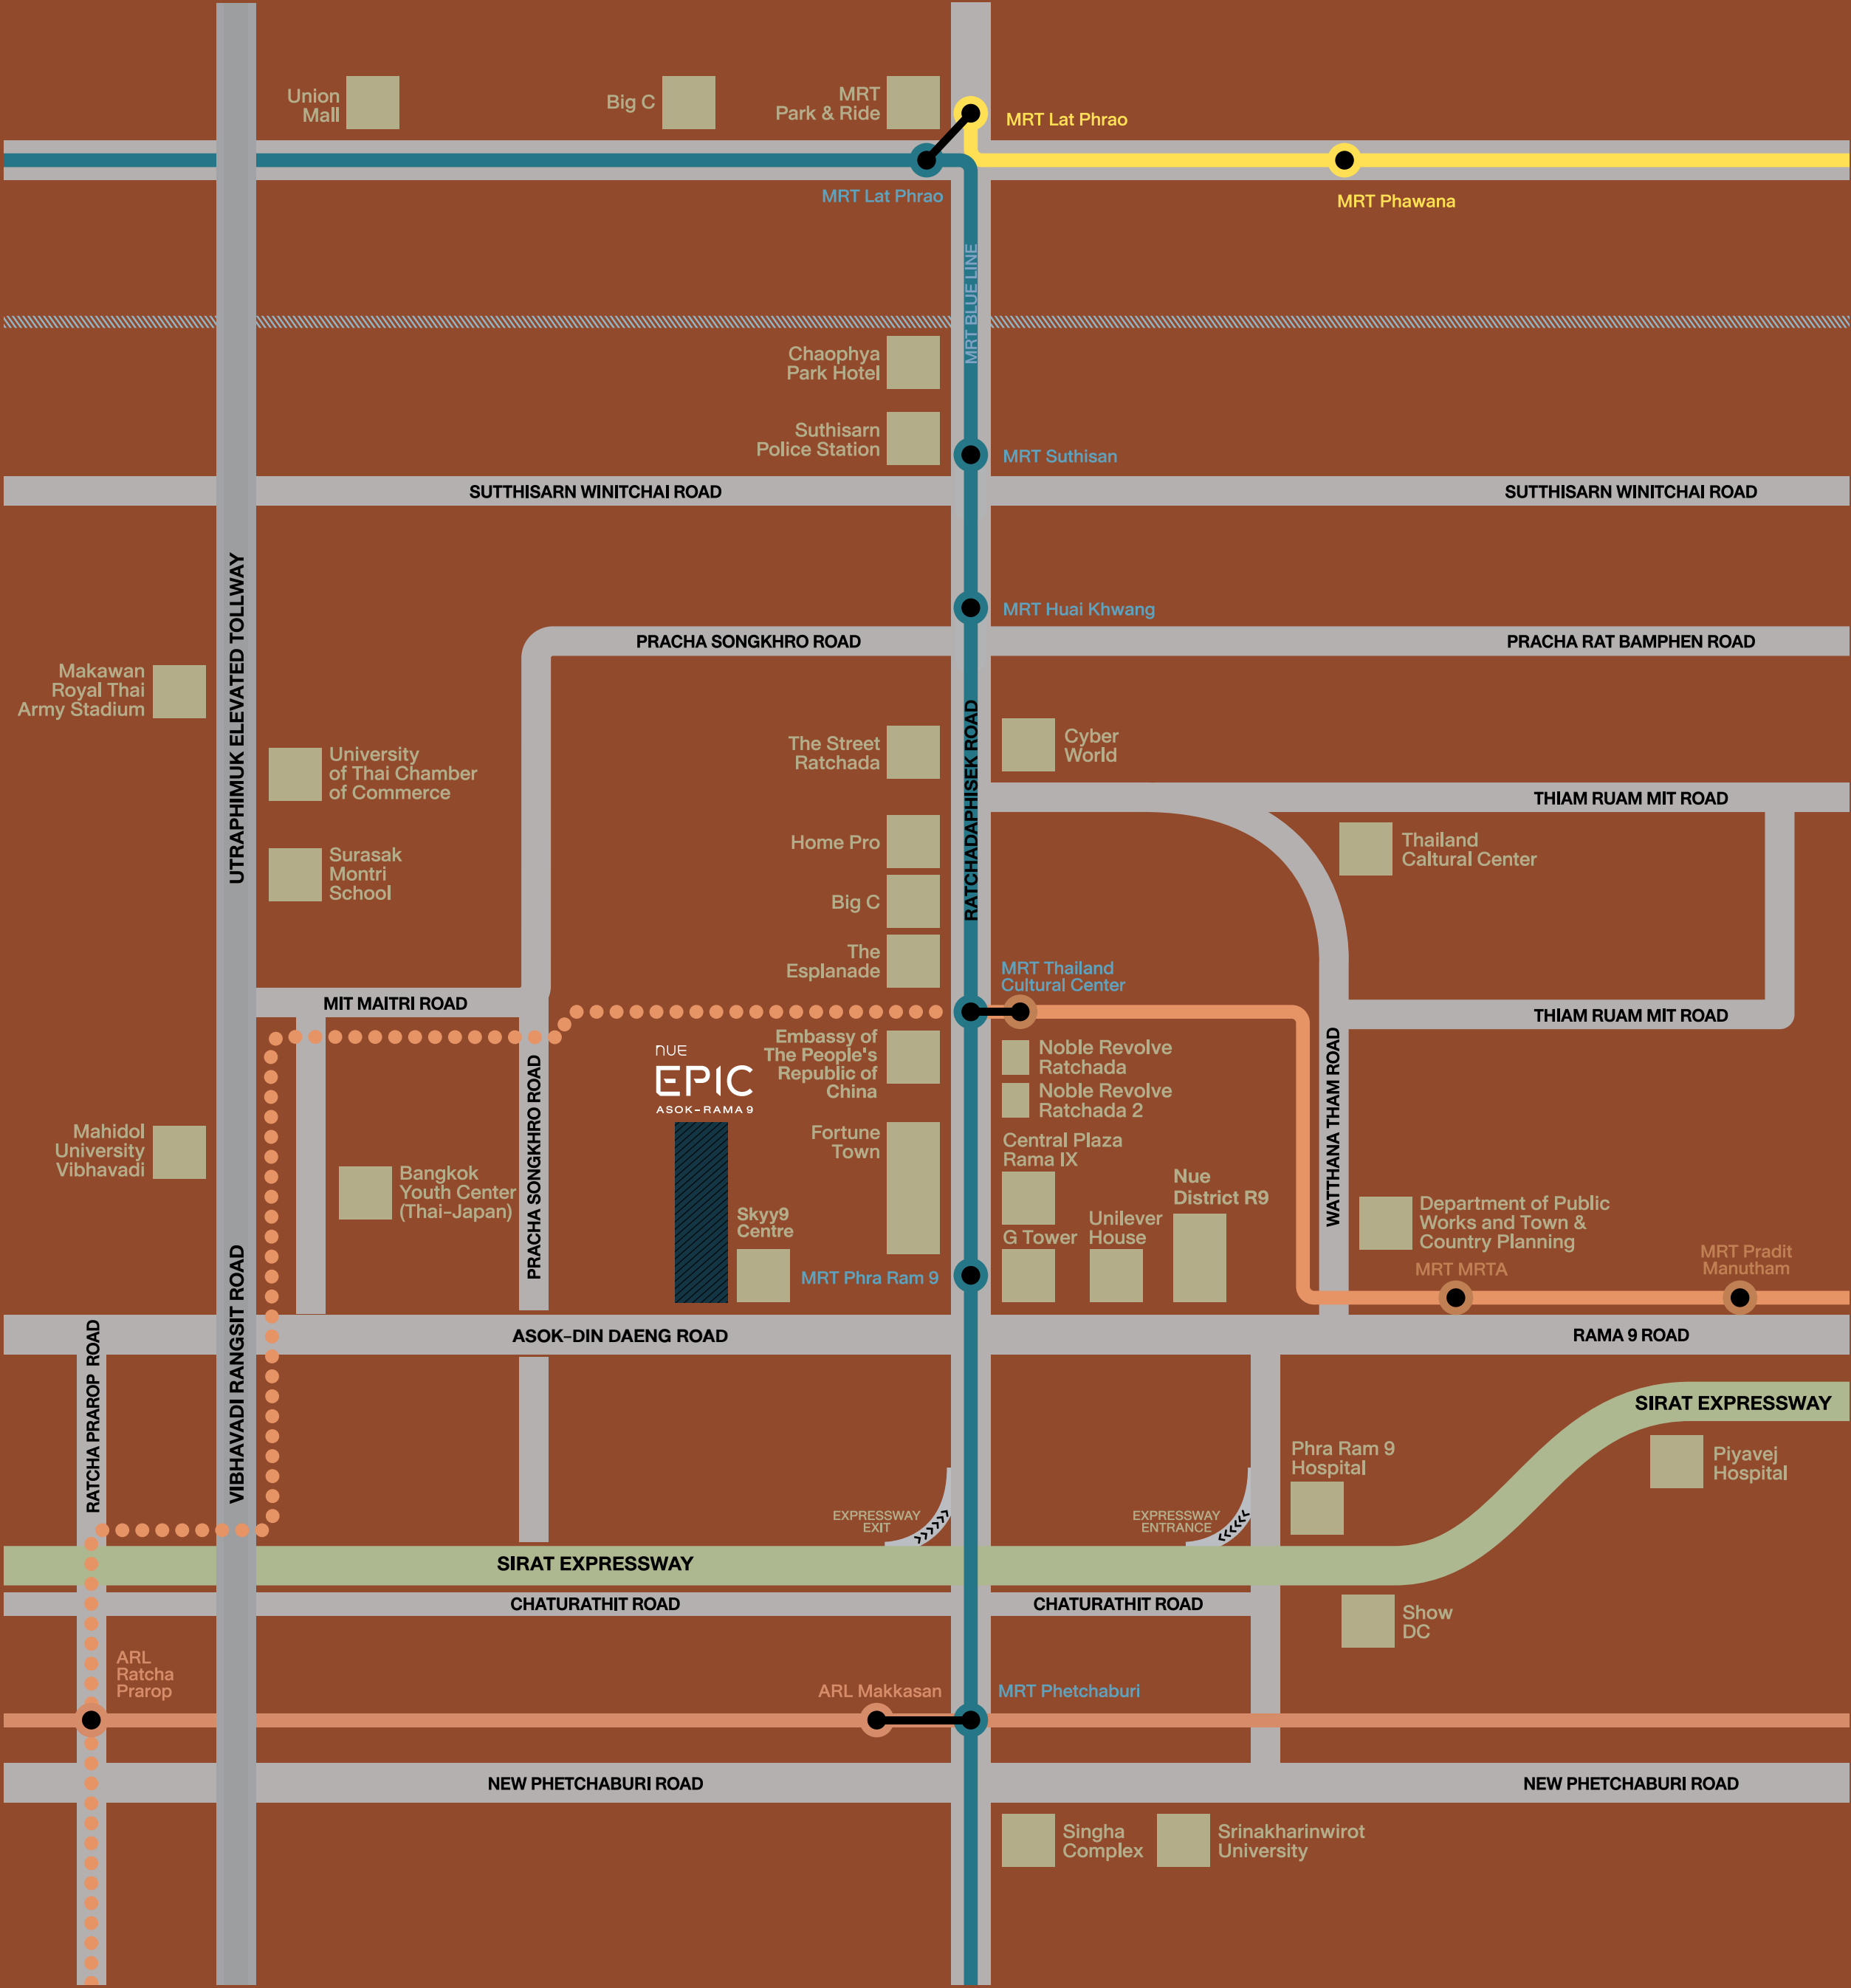 Union
Mall
Big C
MRT
Park & Ride
MRT Lat Phrao
MRT Lat Phrao
MRT Phawana
MRT BLUE LINE
Chaophya
Park Hotel
Suthisarn
Police Station
MRT Suthisan
SUTTHISARN WINITCHAI ROAD
SUTTHISARN WINITCHAI ROAD
UTRAPHIMUK ELEVATED TOLLWAY
MRT Huai Khwang
PRACHA SONGKHRO ROAD
PRACHA RAT BAMPHEN ROAD
Makawan
Royal Thai
Army Stadium
RATCHADAPHISEK ROAD
University
of Thai Chamber
of Commerce
The Street
Ratchada
Cyber
World
THIAM RUAM MIT ROAD
Surasak
Montri
School
Home Pro
Thailand
Caltural Center
Big C
The
Esplanade
MRT Thailand
Cultural Center
MIT MAITRI ROAD
THIAM RUAM MIT ROAD
PRACHA SONGKHRO ROAD
nUE
EPIC
ASOK-RAMA 9
Embassy of
The People's
Republic of
China
Noble Revolve
Ratchada
Noble Revolve
Ratchada 2
WATTHANA THAM ROAD
Mahidol
University
Vibhavadi
Bangkok
Youth Center
(Thai-Japan)
Fortune
Town
Central Plaza
Rama IX
Nue
District R9
Skyy9
Centre
G Tower
Unilever
House
Department of Public
Works and Town &
Country Planning
MRT Phra Ram 9
MRT MRTA
MRT Pradit
Manutham
VIBHAVADI RANGSIT ROAD
RATCHA PRAROP ROAD
ASOK-DIN DAENG ROAD
RAMA 9 ROAD
SIRAT EXPRESSWAY
Phra Ram 9
Hospital
Piyavej
Hospital
EXPRESSWAY
EXIT
EXPRESSWAY
ENTRANCE
SIRAT EXPRESSWAY
CHATURATHIT ROAD
CHATURATHIT ROAD
Show
DC
ARL
Ratcha
Prarop
ARL Makkasan
MRT Phetchaburi
NEW PHETCHABURI ROAD
NEW PHETCHABURI ROAD
Singha
Complex
Srinakharinwirot
University